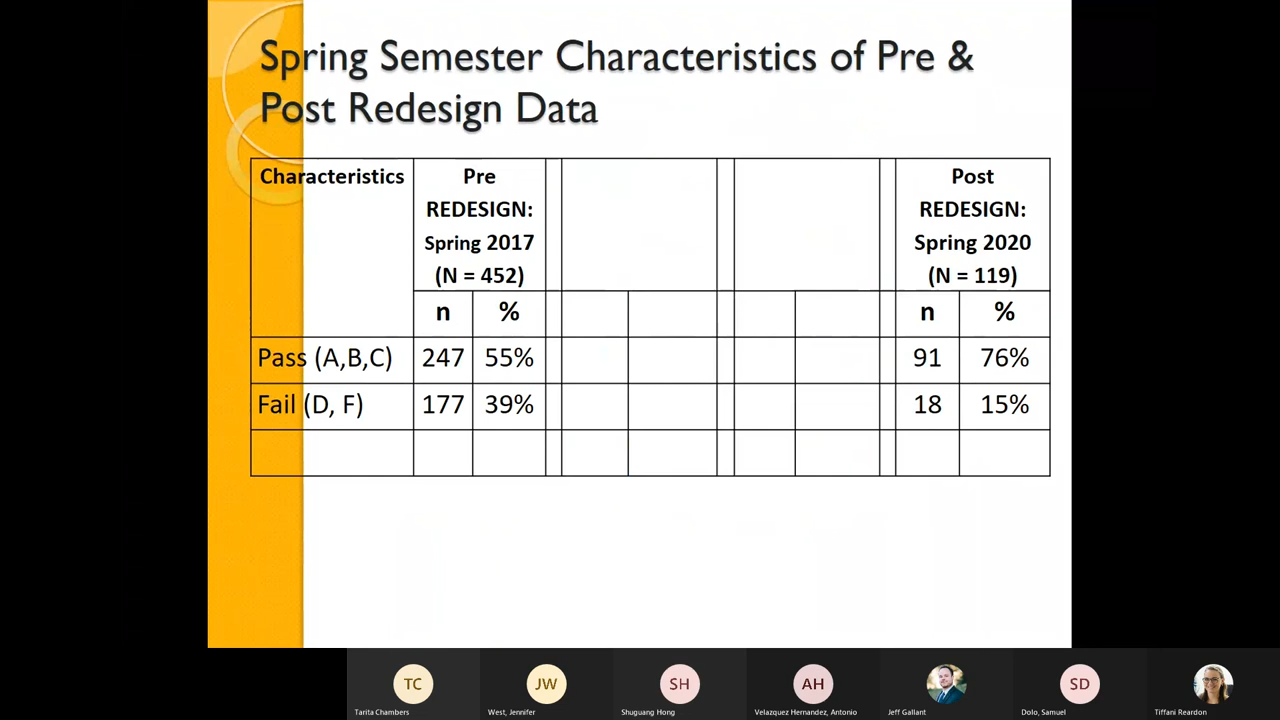 Spring Semester Characteristics of Pre &
Post Redesign Data
Characteristics
Pre
REDESIGN:
Spring 2017
(N = 452)
Post
REDESIGN:
Spring 2020
(N = 119)
n % n %
Pass (A,B,C) 247 55% 91 76%
Fail (D, F) 177 39% 18 15%
TC JW SH AH SD
Tarita Chambers West, Jennifer Shuguang Hong Velazquez Hernandez, Antonio Jeff Gallant Dolo, Samuel Tiffani Reardon